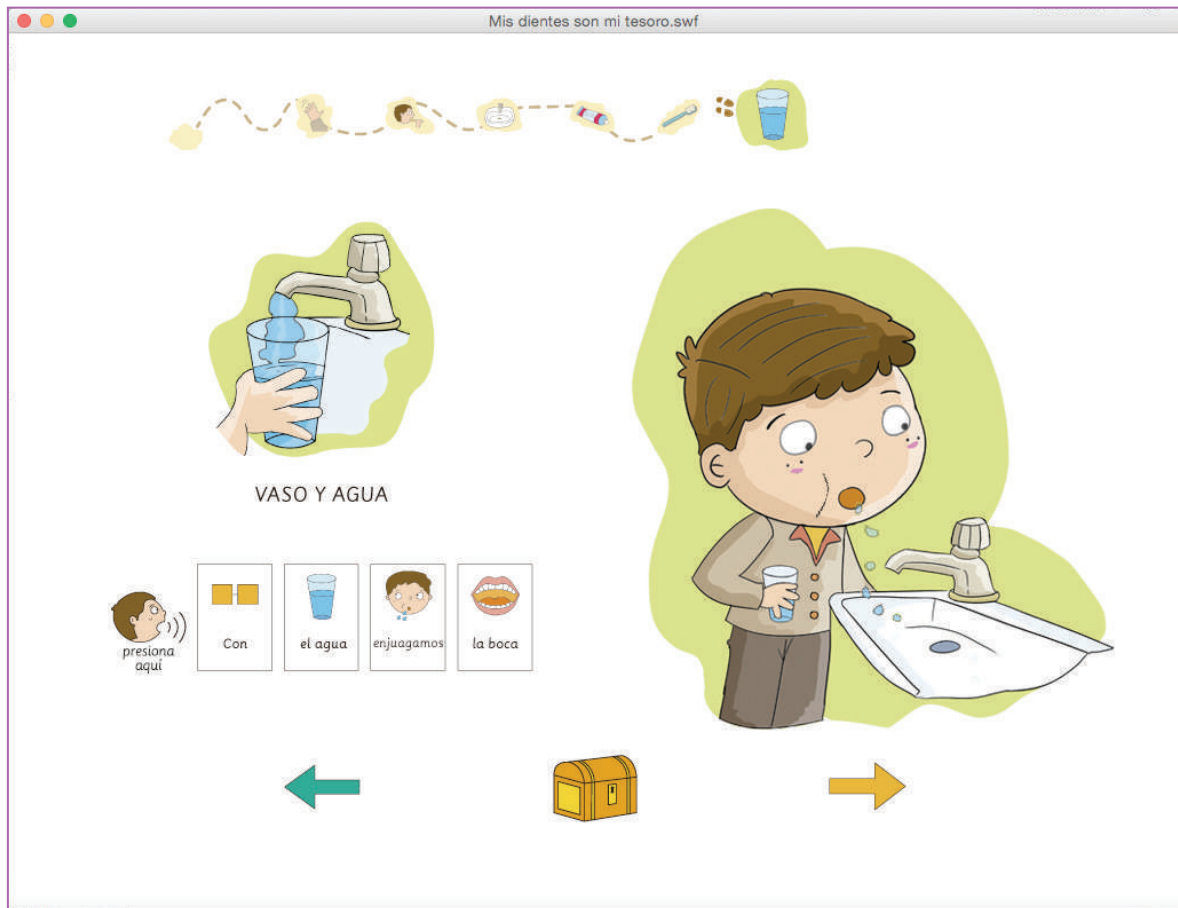 Mis dientes son mi tesoro.swf
VASO Y AGUA
presiona
aquí
Con
el agua
enjuagamos
la boca